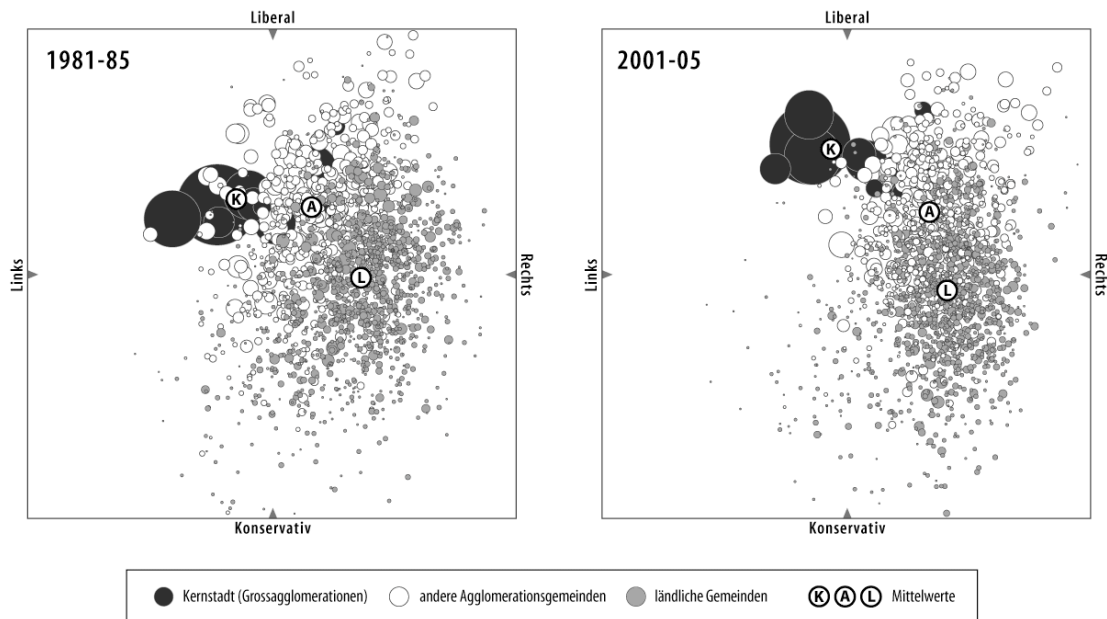 Liberal
1981-85
K
A
L
Links
Rechts
Konservativ
Liberal
2001-05
K
A
L
Links
Rechts
Konservativ
Kernstadt (Grossagglomerationen) andere Agglomerationsgemeinden ländliche Gemeinden K A L Mittelwerte